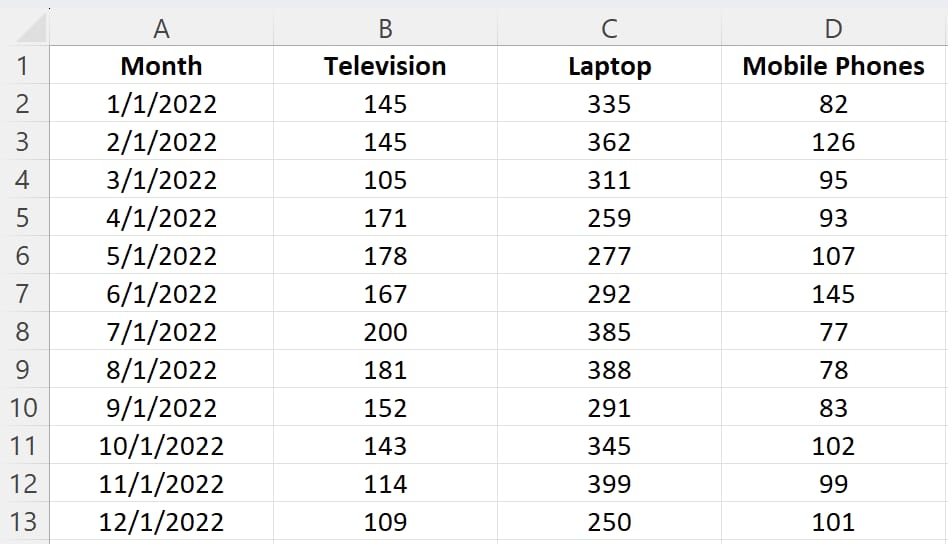 A B C D
1 Month Television Laptop Mobile Phones
2 1/1/2022 145 335 82
3 2/1/2022 145 362 126
4 3/1/2022 105 311 95
5 4/1/2022 171 259 93
6 5/1/2022 178 277 107
7 6/1/2022 167 292 145
8 7/1/2022 200 385 77
9 8/1/2022 181 388 78
10 9/1/2022 152 291 83
11 10/1/2022 143 345 102
12 11/1/2022 114 399 99
13 12/1/2022 109 250 101